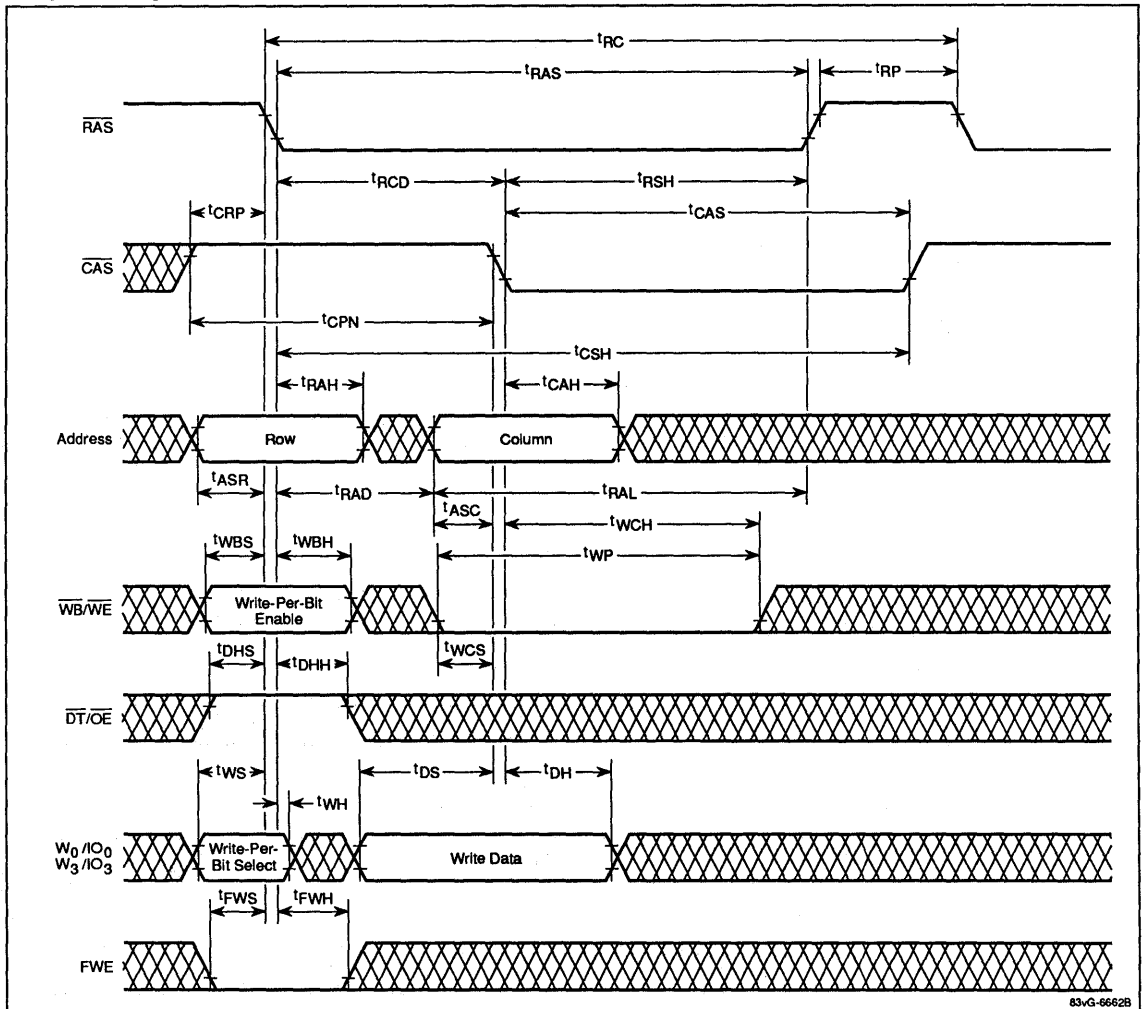 tRC
tRAS
tRP
RAS
tRCD
tRSH
tCRP
tCAS
CAS
tCPN
tCSH
tRAH
tCAH
Address
Row
Column
tASR
tRAD
tRAL
tASC
tWCH
tWBS
tWBH
tWP
WB/WE
Write-Per-Bit
Enable
tDHS
tDHH
tWCS
DT/OE
tWS
tWH
tDS
tDH
W0/IO0
W3/IO3
Write-Per-
Bit Select
Write Data
tFWS
tFWH
FWE
83vG-6662B